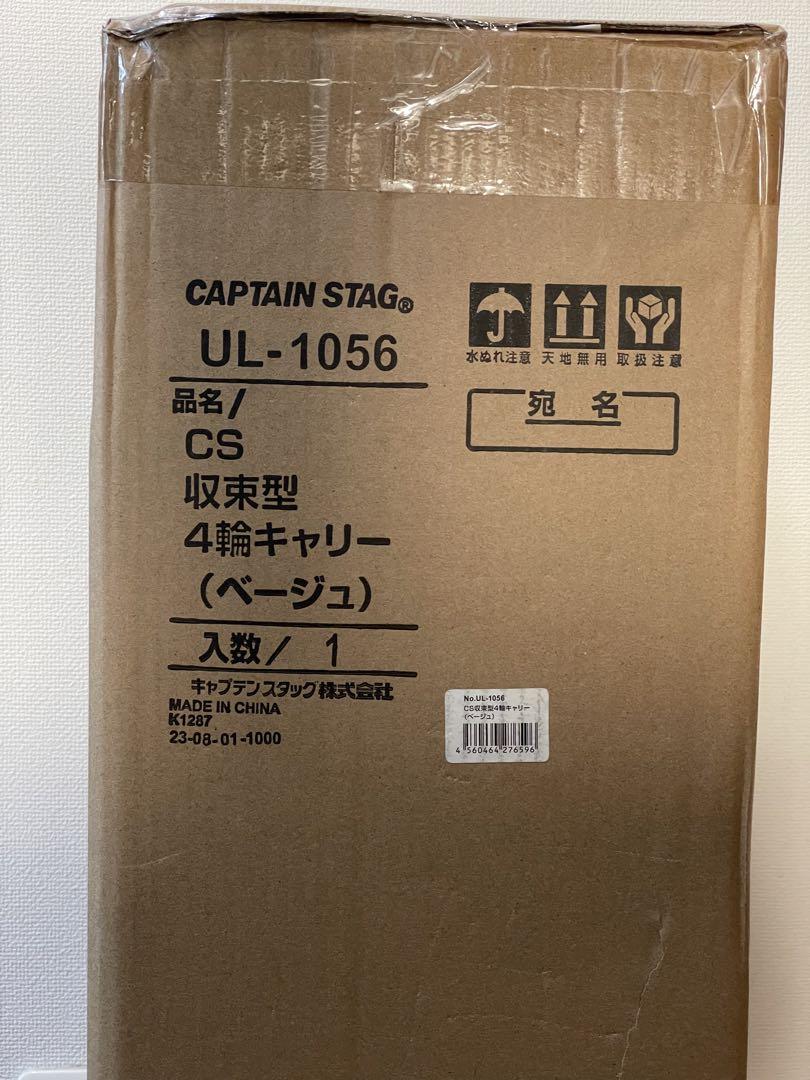 CAPTAIN STAG®
UL-1056
水ぬれ注意 天地無用 取扱注意
宛名
品名/
CS
収束型
4輪キャリー
(ベージュ)
入数/ 1
キャプテンスタッグ株式会社
MADE IN CHINA
K1287
23-08-01-1000
No.UL-1056
CS収束型4輪キャリー
(ベージュ)
4 560464 276596